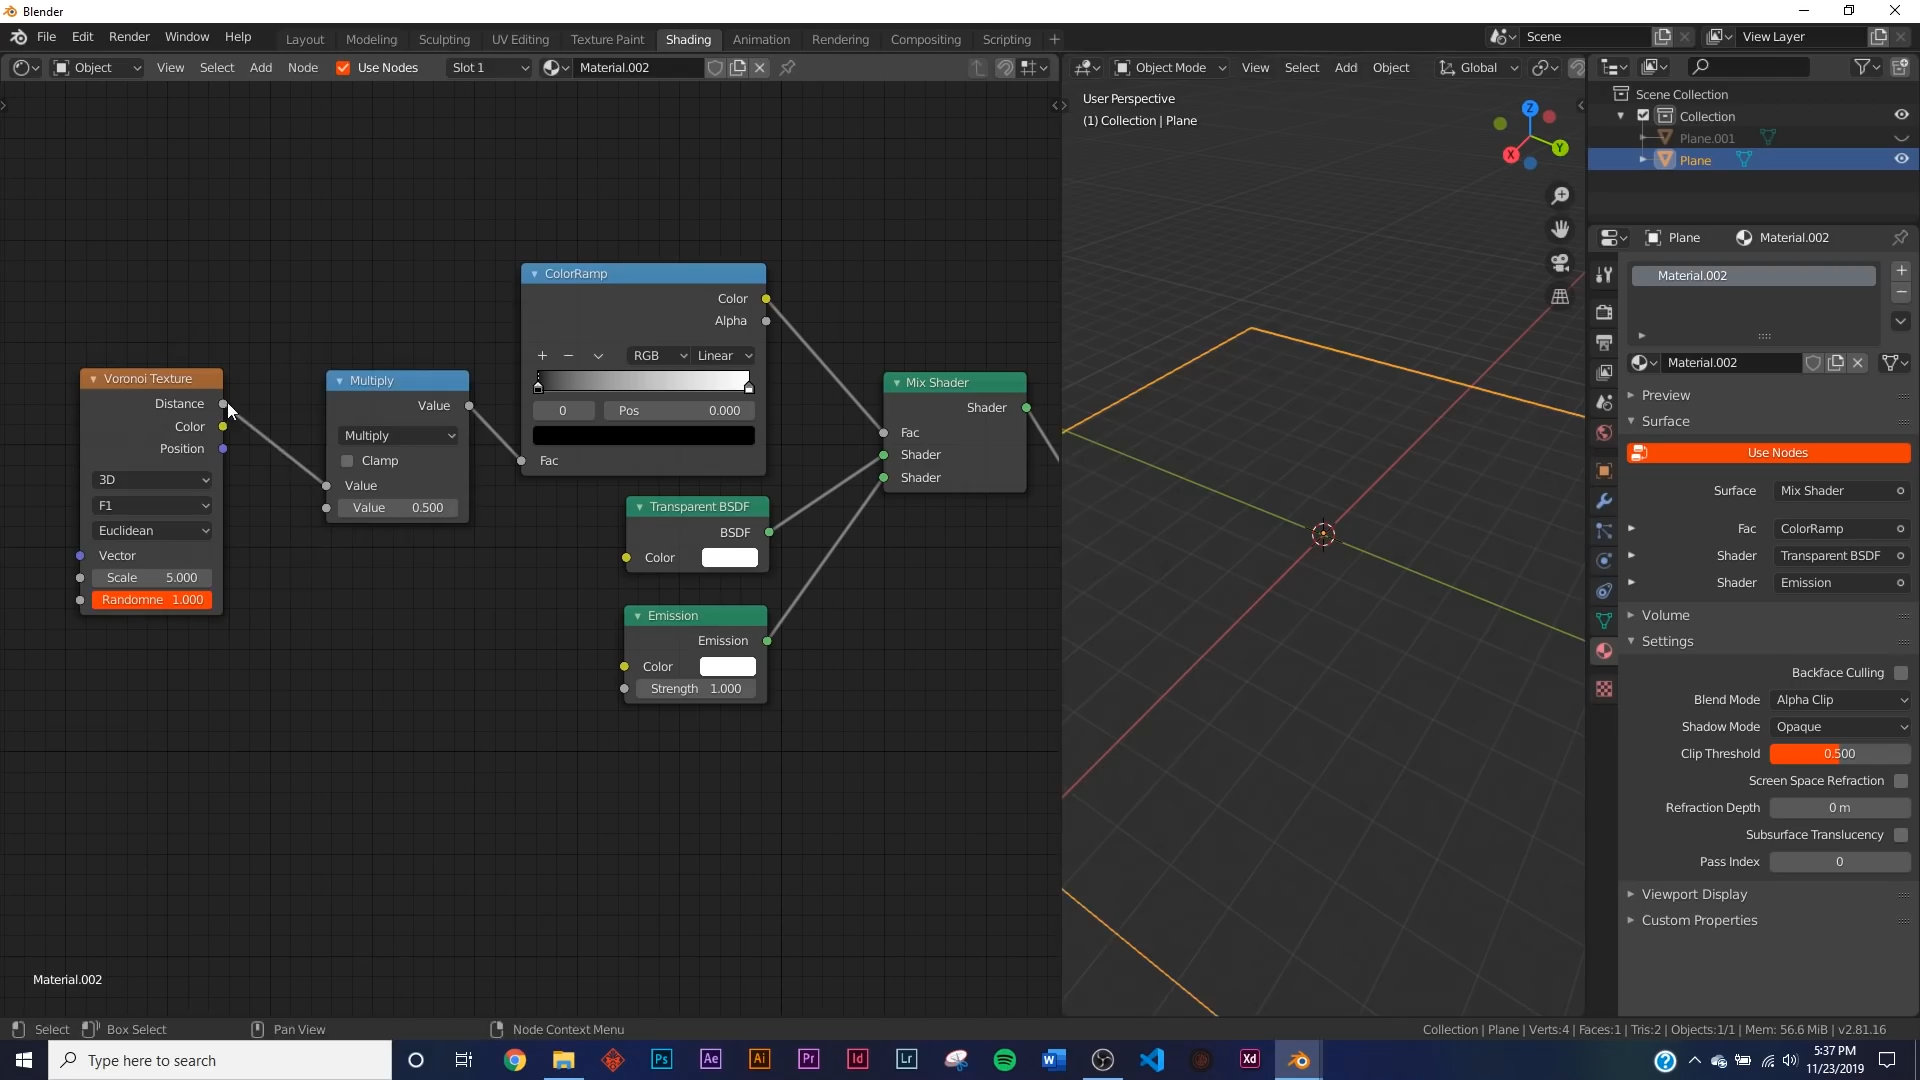 Blender
File Edit Render Window Help
Layout Modeling Sculpting UV Editing Texture Paint Shading Animation Rendering Compositing Scripting +
Scene
View Layer
Object View Select Add Node Use Nodes Slot 1 Material.002
Object Mode View Select Add Object Global
User Perspective
(1) Collection | Plane
Z
Y
X
Scene Collection
Collection
Plane.001
Plane
Plane Material.002
Material.002
Material.002
Preview
Surface
Use Nodes
Surface Mix Shader
Fac ColorRamp
Shader Transparent BSDF
Shader Emission
Volume
Settings
Backface Culling
Blend Mode Alpha Clip
Shadow Mode Opaque
Clip Threshold 0.500
Screen Space Refraction
Refraction Depth 0 m
Subsurface Translucency
Pass Index 0
Viewport Display
Custom Properties
Voronoi Texture
Distance
Color
Position
3D
F1
Euclidean
Vector
Scale 5.000
Randomne 1.000
Multiply
Value
Multiply
Clamp
Value
Value 0.500
ColorRamp
Color
Alpha
+ − RGB Linear
0 Pos 0.000
Fac
Transparent BSDF
BSDF
Color
Emission
Emission
Color
Strength 1.000
Mix Shader
Shader
Fac
Shader
Shader
Material.002
Select Box Select Pan View Node Context Menu
Collection | Plane | Verts:4 | Faces:1 | Tris:2 | Objects:1/1 | Mem: 56.6 MiB | v2.81.16
Type here to search
Ps Ae Ai Pr Id Lr W Xd
5:37 PM
11/23/2019